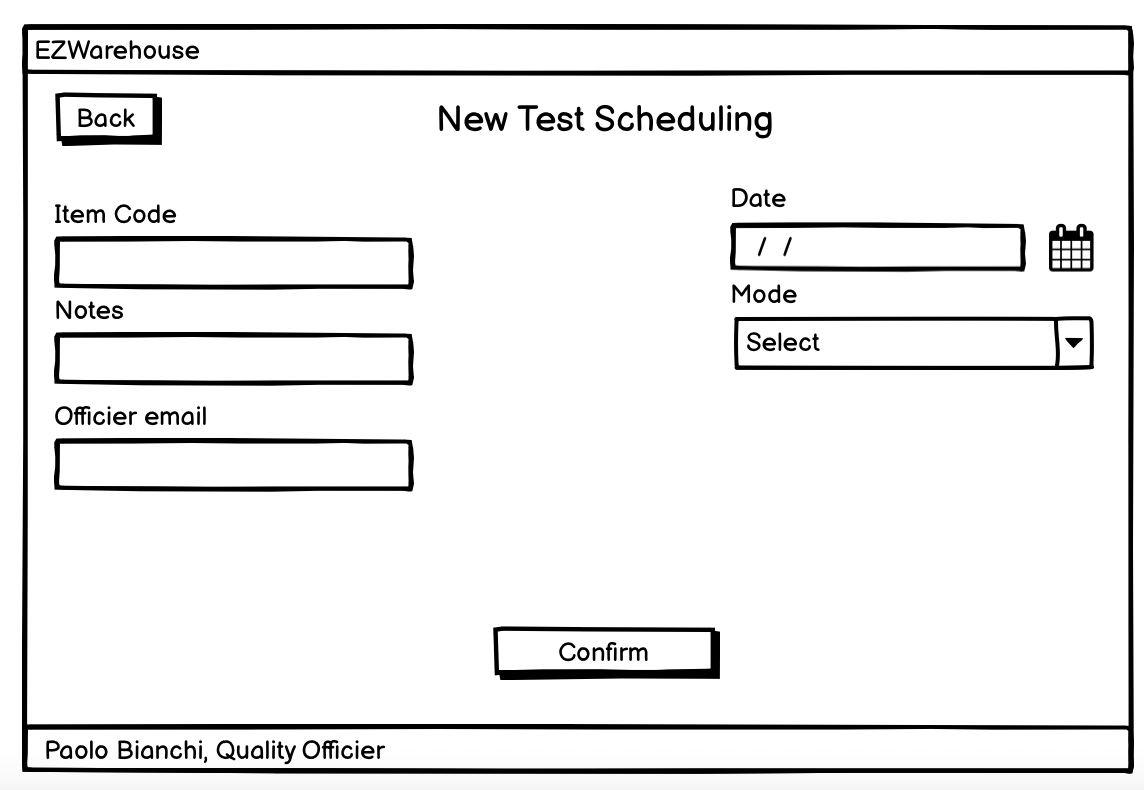 EZWarehouse
Back
New Test Scheduling
Item Code
Date
/ /
Notes
Mode
Select
Officier email
Confirm
Paolo Bianchi, Quality Officier